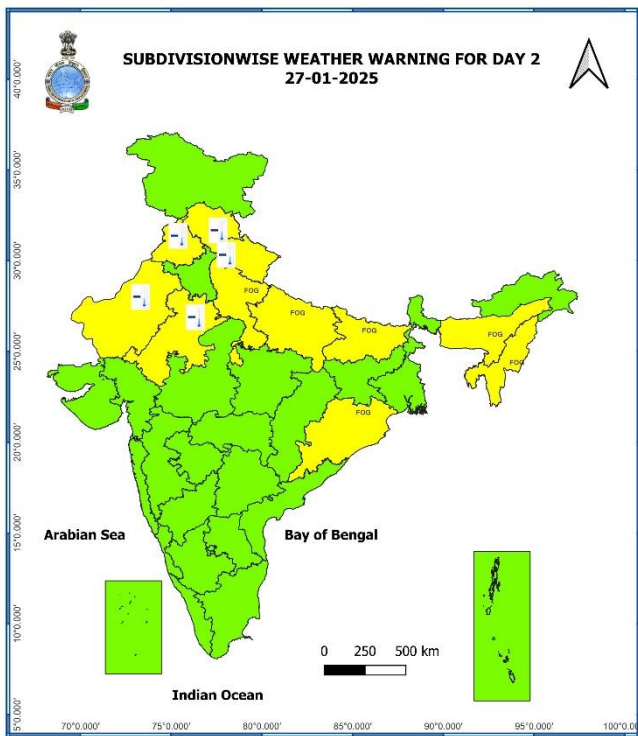 SUBDIVISIONWISE WEATHER WARNING FOR DAY 2
27-01-2025
40°0.000'
35°0.000'
30°0.000'
25°0.000'
20°0.000'
15°0.000'
10°0.000'
5°0.000'
FOG
FOG
FOG
FOG
FOG
FOG
Arabian Sea
Bay of Bengal
0 250 500 km
Indian Ocean
70°0.000' 75°0.000' 80°0.000' 85°0.000' 90°0.000' 95°0.000'